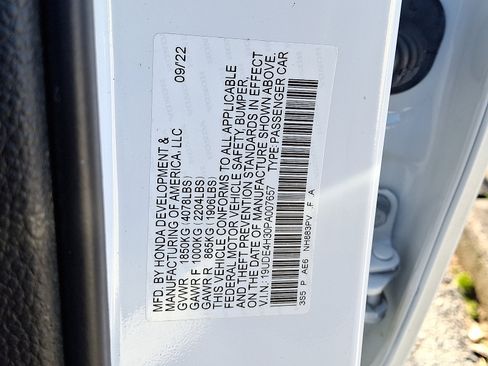 MFD. BY HONDA DEVELOPMENT & 09/22
MANUFACTURING OF AMERICA, LLC
GVWR 1850KG (4078LBS)
GAWR F 1000KG (2204LBS)
GAWR R 865KG (1906LBS)
THIS VEHICLE CONFORMS TO ALL APPLICABLE
FEDERAL MOTOR VEHICLE SAFETY, BUMPER,
AND THEFT PREVENTION STANDARDS IN EFFECT
ON THE DATE OF MANUFACTURE SHOWN ABOVE.
V.I.N.: 19UDE4H30PA007657 TYPE:PASSENGER CAR
3S5 P AE6 NH883PV F A